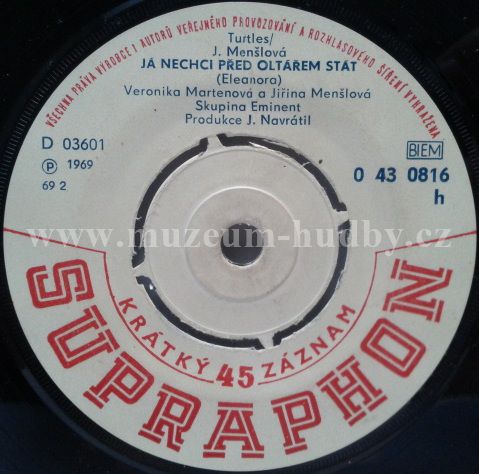 VŠECHNA PRÁVA VÝROBCE I AUTORŮ VEŘEJNÉHO PROVOZOVÁNÍ A ROZHLASOVÉHO ŠÍŘENÍ VYHRAŽENA
Turtles/
J. Menšlová
JÁ NECHCI PŘED OLTÁŘEM STÁT
(Eleanora)
Veronika Martenová a Jiřina Menšlová
Skupina Eminent
Produkce J. Navrátil
D 03601
Ⓟ 1969
69 2
BIEM
0 43 0816
h
www.muzeum-hudby.cz
KRÁTKÝ 45 ZÁZNAM
SUPRAPHON